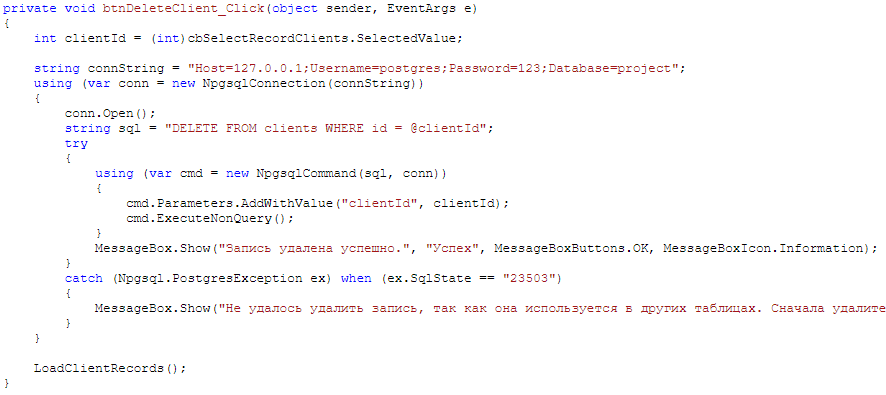 private void btnDeleteClient_Click(object sender, EventArgs e)
{
    int clientId = (int)cbSelectRecordClients.SelectedValue;

    string connString = "Host=127.0.0.1;Username=postgres;Password=123;Database=project";
    using (var conn = new NpgsqlConnection(connString))
    {
        conn.Open();
        string sql = "DELETE FROM clients WHERE id = @clientId";
        try
        {
            using (var cmd = new NpgsqlCommand(sql, conn))
            {
                cmd.Parameters.AddWithValue("clientId", clientId);
                cmd.ExecuteNonQuery();
            }
            MessageBox.Show("Запись удалена успешно.", "Успех", MessageBoxButtons.OK, MessageBoxIcon.Information);
        }
        catch (Npgsql.PostgresException ex) when (ex.SqlState == "23503")
        {
            MessageBox.Show("Не удалось удалить запись, так как она используется в других таблицах. Сначала удалите
        }
    }

    LoadClientRecords();
}